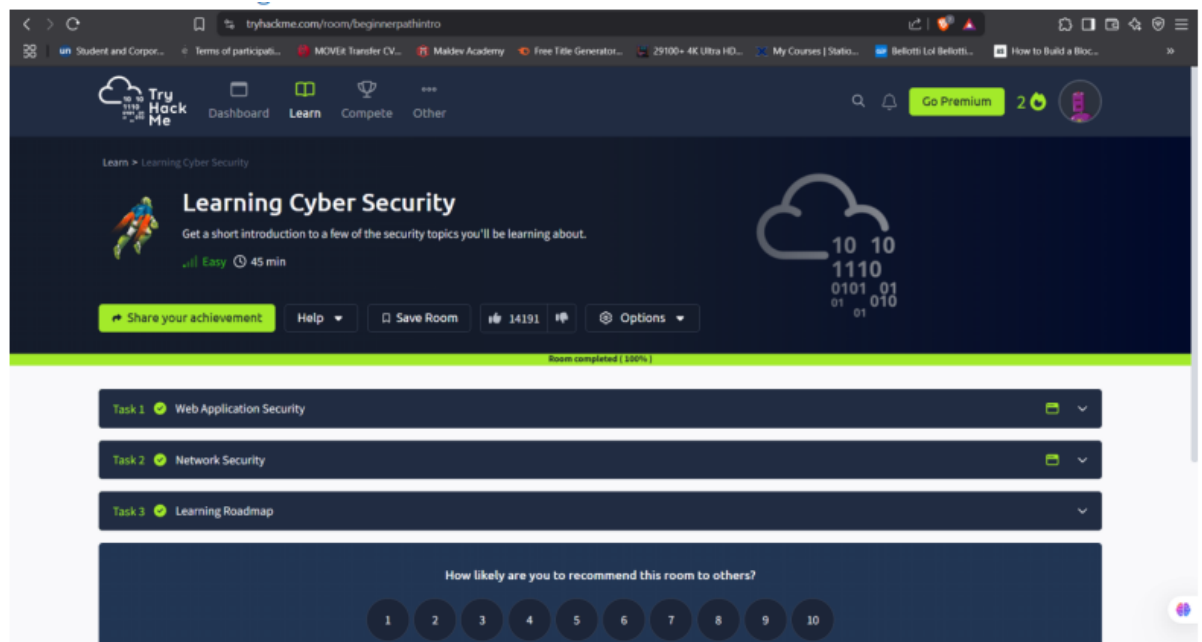 tryhackme.com/room/beginnerpathintro
un Student and Corpor... Terms of participati... MOVEit Transfer CV... Maldev Academy Free Title Generator... 29100+ 4K Ultra HD... My Courses | Statio... Bellotti Lol Bellotti... How to Build a Bloc... »
Try Hack Me
Dashboard Learn Compete Other
Go Premium 2
Learn > Learning Cyber Security
Learning Cyber Security
Get a short introduction to a few of the security topics you'll be learning about.
Easy 45 min
10 10
1110
0101 01
01 010
01
Share your achievement Help Save Room 14191 Options
Room completed ( 100% )
Task 1 Web Application Security
Task 2 Network Security
Task 3 Learning Roadmap
How likely are you to recommend this room to others?
1 2 3 4 5 6 7 8 9 10